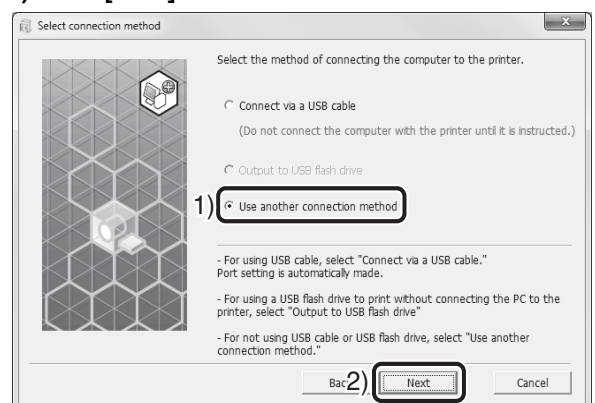 Select connection method
Select the method of connecting the computer to the printer.
Connect via a USB cable
(Do not connect the computer with the printer until it is instructed.)
Output to USB flash drive
1) Use another connection method
- For using USB cable, select "Connect via a USB cable."
Port setting is automatically made.
- For using a USB flash drive to print without connecting the PC to the
printer, select "Output to USB flash drive"
- For not using USB cable or USB flash drive, select "Use another
connection method."
2) Next Cancel